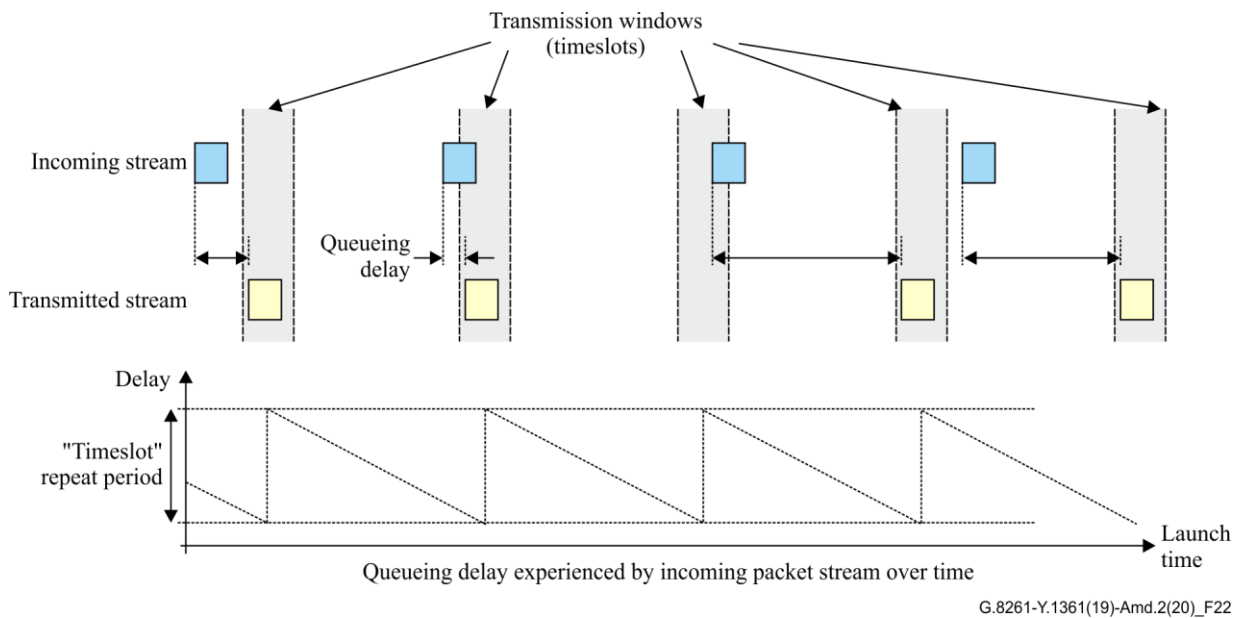 Transmission windows
(timeslots)
Incoming stream
Queueing
delay
Transmitted stream
Delay
"Timeslot"
repeat period
Launch
time
Queueing delay experienced by incoming packet stream over time
G.8261-Y.1361(19)-Amd.2(20)_F22